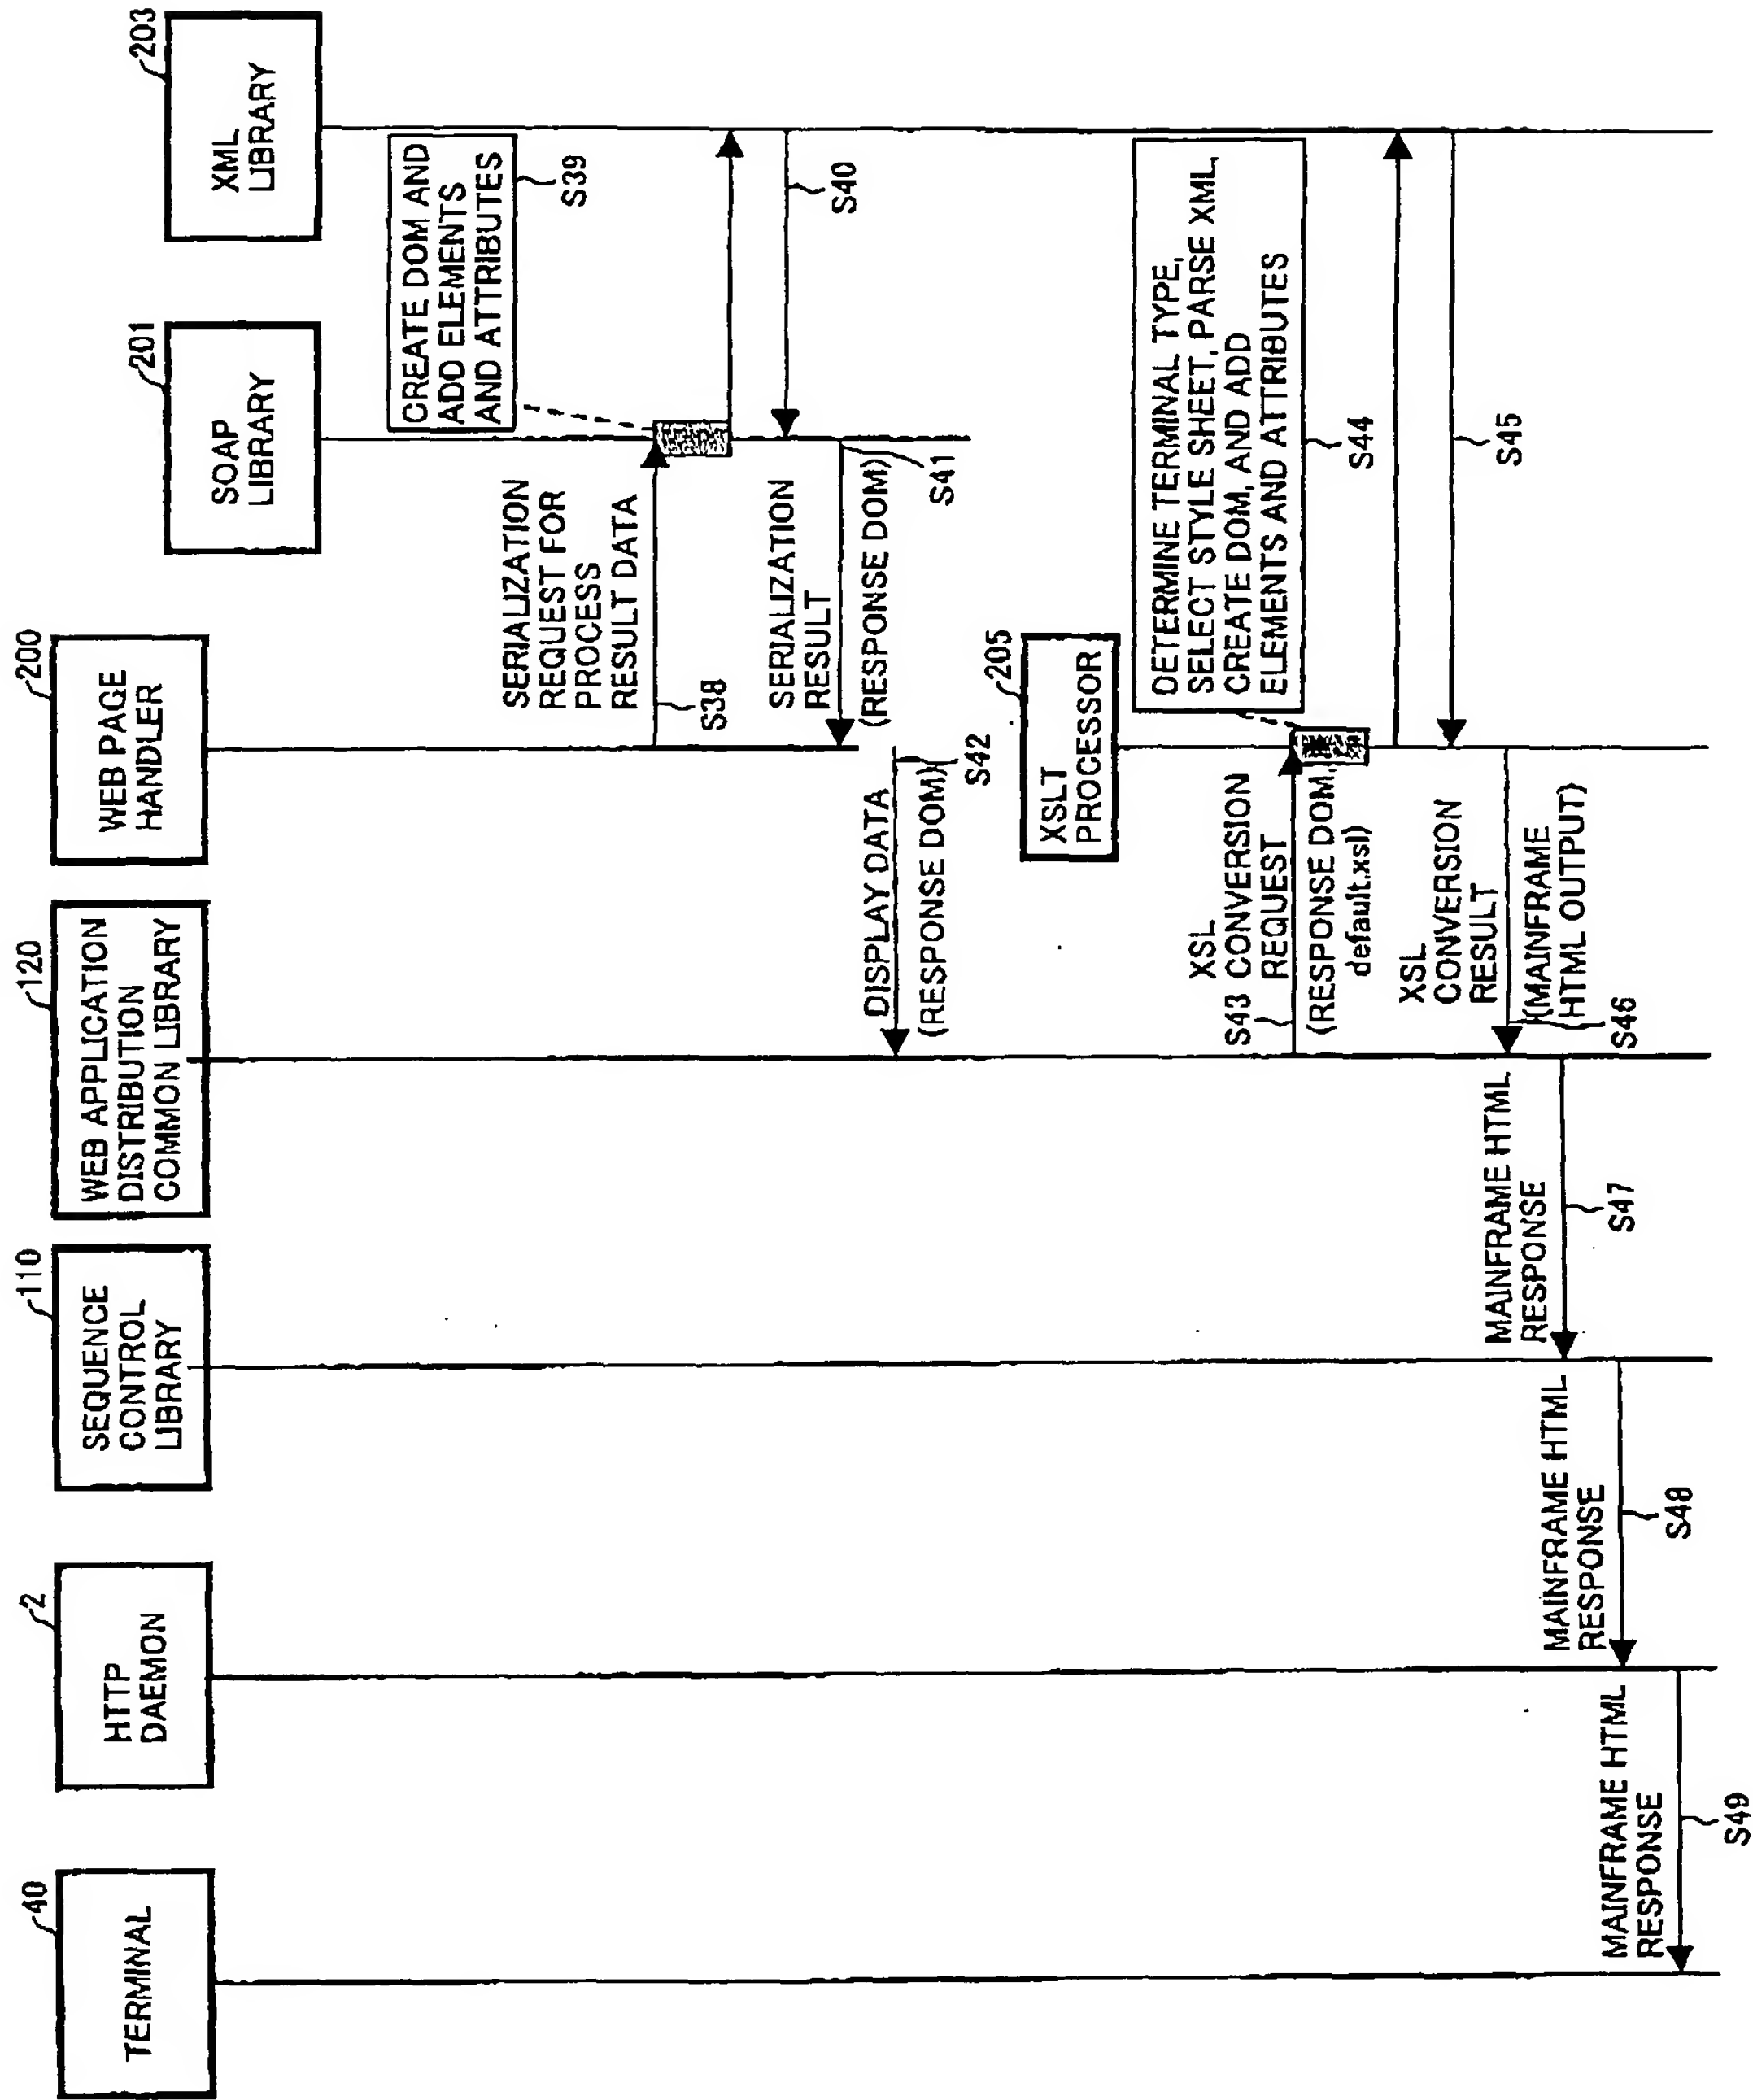 40
TERMINAL
2
HTTP
DAEMON
110
SEQUENCE
CONTROL
LIBRARY
120
WEB APPLICATION
DISTRIBUTION
COMMON LIBRARY
200
WEB PAGE
HANDLER
201
SOAP
LIBRARY
203
XML
LIBRARY
SERIALIZATION
REQUEST FOR
PROCESS
RESULT DATA
S38
CREATE DOM AND
ADD ELEMENTS
AND ATTRIBUTES
S39
S40
SERIALIZATION
RESULT
(RESPONSE DOM)
S41
DISPLAY DATA
(RESPONSE DOM)
S42
205
XSLT
PROCESSOR
XSL
S43 CONVERSION
REQUEST
(RESPONSE DOM,
default.xsl)
DETERMINE TERMINAL TYPE,
SELECT STYLE SHEET, PARSE XML,
CREATE DOM, AND ADD
ELEMENTS AND ATTRIBUTES
S44
S45
XSL
CONVERSION
RESULT
(MAINFRAME
HTML OUTPUT)
S46
MAINFRAME HTML
RESPONSE
S47
MAINFRAME HTML
RESPONSE
S48
MAINFRAME HTML
RESPONSE
S49